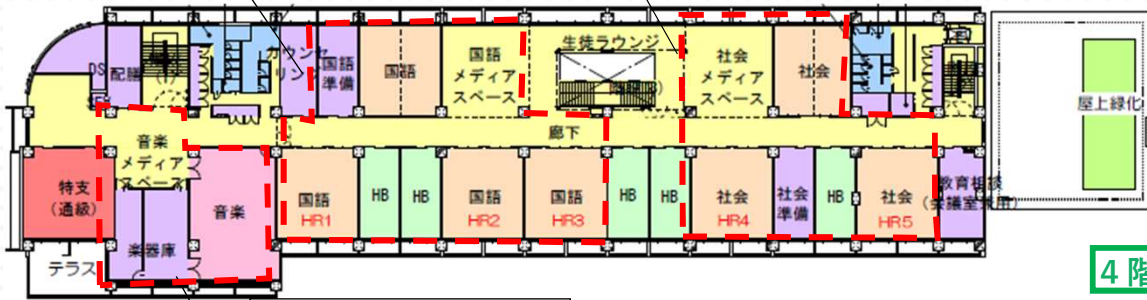 DS
配膳
カウンセ
リング
国語
準備
国語
国語
メディア
スペース
生徒ラウンジ
社会
メディア
スペース
社会
屋上緑化
廊下
音楽
メディア
スペース
特支
(通級)
音楽
楽器庫
テラス
国語
HR1
HB
HB
国語
HR2
国語
HR3
HB
HB
社会
HR4
社会
準備
HB
社会
HR5
教育相談
(会議室兼用)
4階